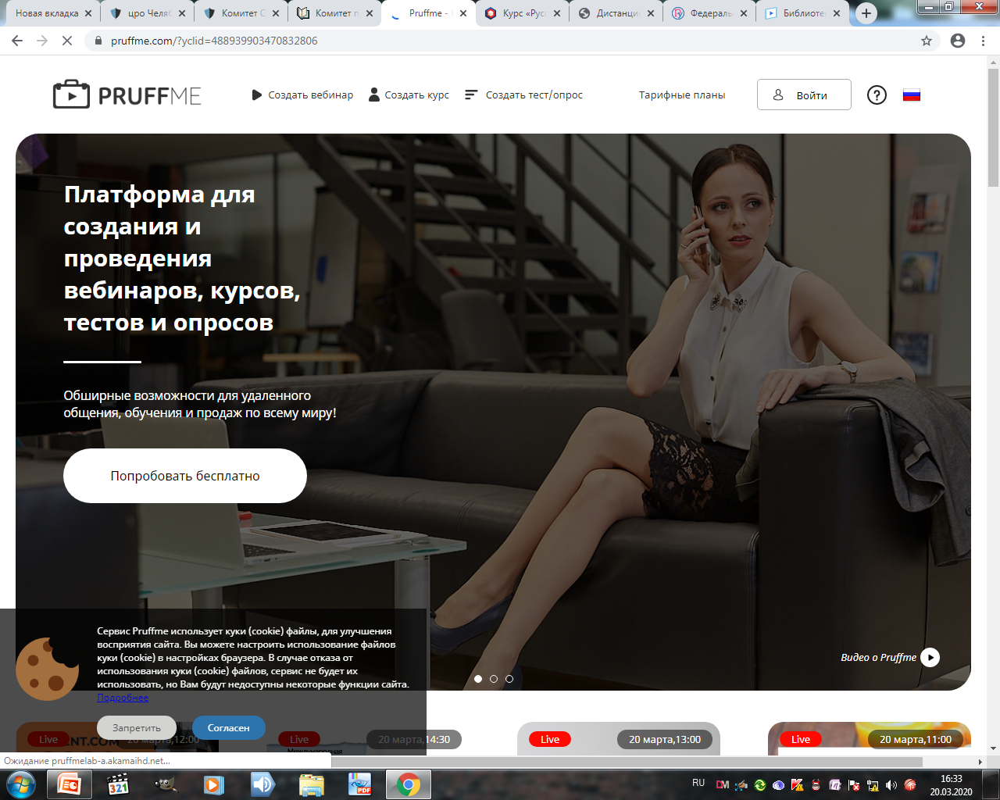 Новая вкладка
цро Челяб
Комитет С
Комитет п
Pruffme -
Курс «Рус
Дистанци
Федераль
Библиоте
pruffme.com/?yclid=488939903470832806
PRUFFME
Создать вебинар
Создать курс
Создать тест/опрос
Тарифные планы
Войти
Платформа для
создания и
проведения
вебинаров, курсов,
тестов и опросов
Обширные возможности для удаленного
общения, обучения и продаж по всему миру!
Попробовать бесплатно
Видео о Pruffme
Сервис Pruffme использует куки (cookie) файлы, для улучшения
восприятия сайта. Вы можете настроить использование файлов
куки (cookie) в настройках браузера. В случае отказа от
использования куки (cookie) файлов, сервис не будет их
использовать, но Вам будут недоступны некоторые функции сайта.
Подробнее
Запретить
Согласен
Live
20 марта,12:00
Live
20 марта,14:30
Международная
Live
20 марта,13:00
Live
20 марта,11:00
Ожидание pruffmelab-a.akamaihd.net...
321
PDF
RU
DM
16:33
20.03.2020